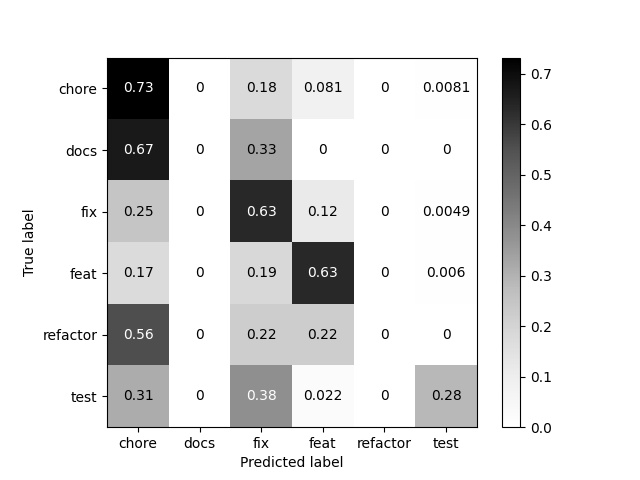 chore 0.73 0 0.18 0.081 0 0.0081
docs 0.67 0 0.33 0 0 0
fix 0.25 0 0.63 0.12 0 0.0049
feat 0.17 0 0.19 0.63 0 0.006
refactor 0.56 0 0.22 0.22 0 0
test 0.31 0 0.38 0.022 0 0.28
chore docs fix feat refactor test
Predicted label
True label
0.7
0.6
0.5
0.4
0.3
0.2
0.1
0.0